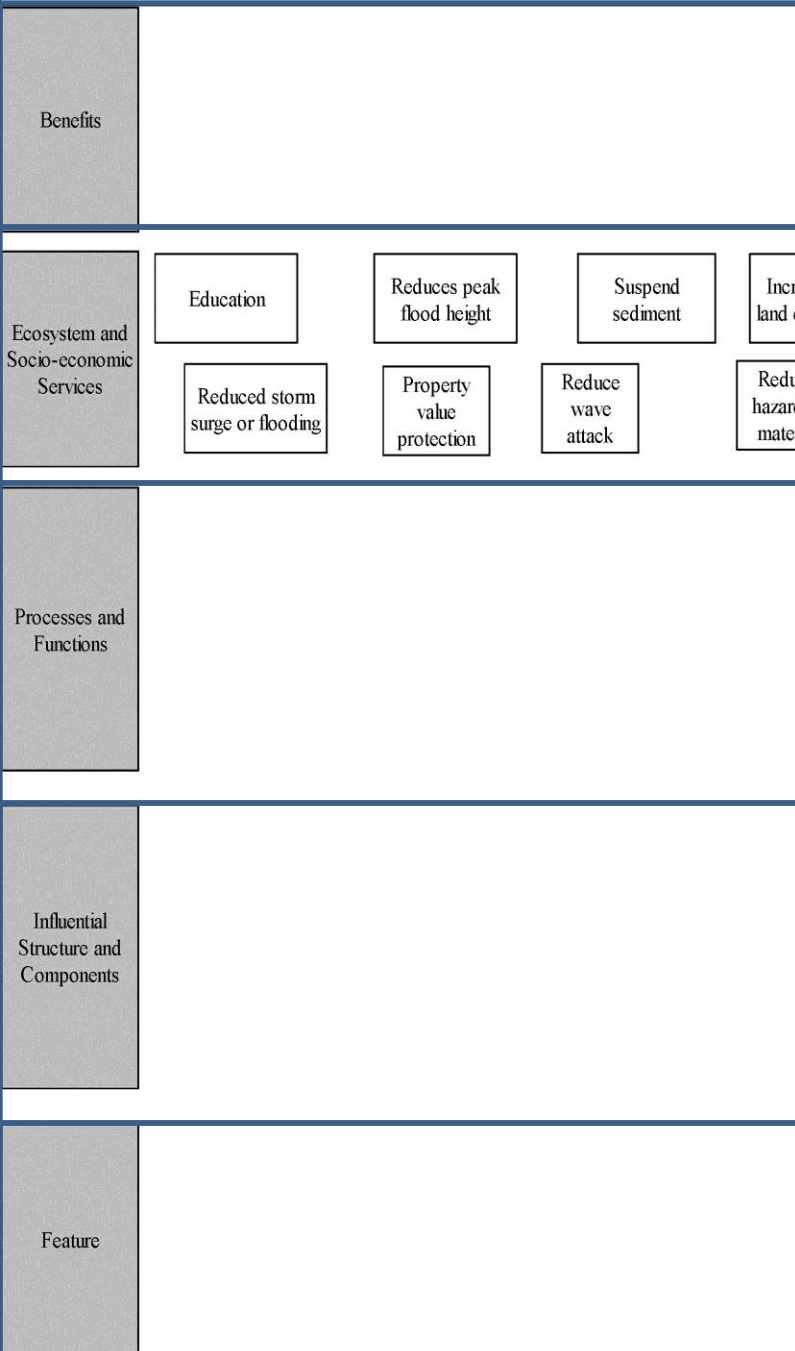 Benefits
Ecosystem and
Socio-economic
Services
Education
Reduces peak
flood height
Suspend
sediment
land
Reduced storm
surge or flooding
Property
value
protection
Reduce
wave
attack
Processes and
Functions
Influential
Structure and
Components
Feature